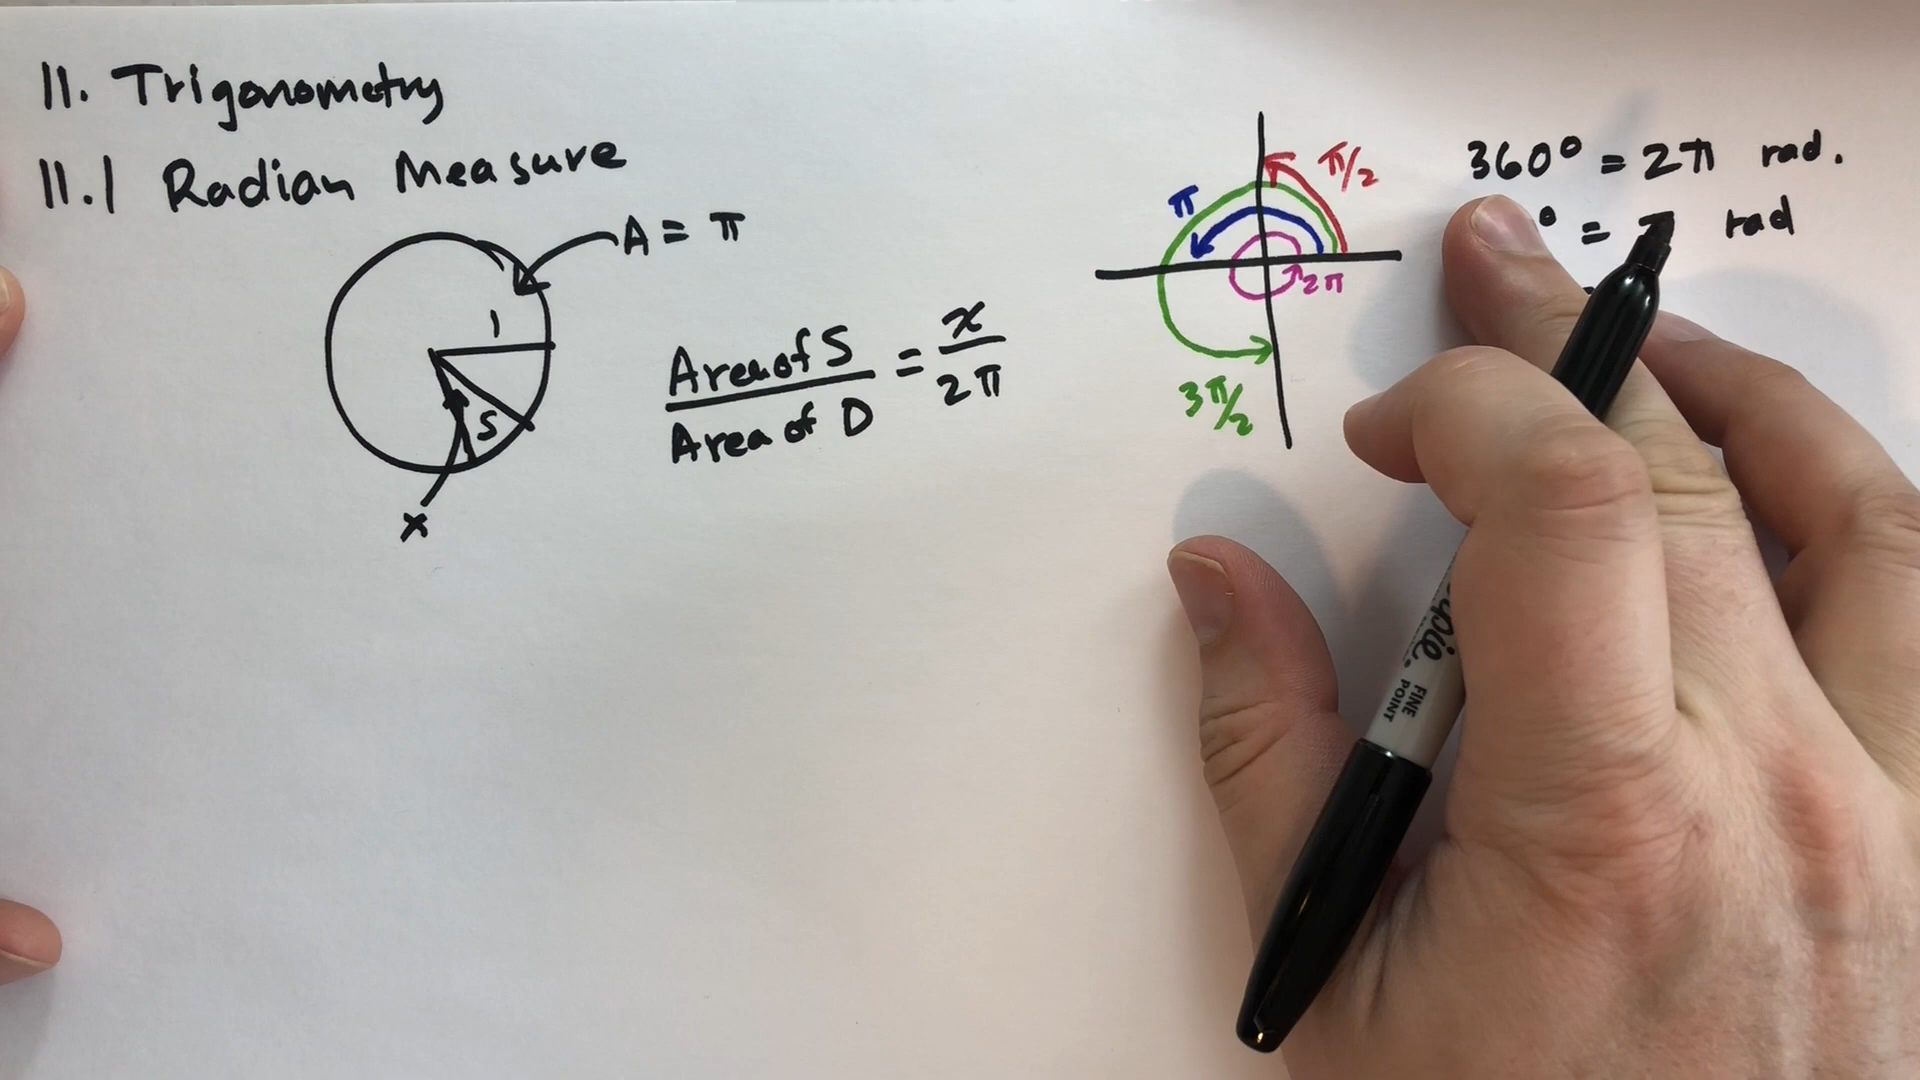 11. Trigonometry
11.1 Radian Measure
A = π
1
S
x
Area of S / Area of D = x / 2π
π/2
π
2π
3π/2
360° = 2π rad.
° = rad
FINE POINT